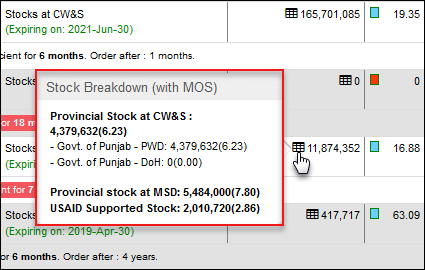 Stocks at CW&S
(Expiring on: 2021-Jun-30)
165,701,085
19.35
cient for 6 months. Order after : 1 months.
Stocks
0
0
Stock Breakdown (with MOS)
Provincial Stock at CW&S :
4,379,632(6.23)
- Govt. of Punjab - PWD: 4,379,632(6.23)
- Govt. of Punjab - DoH: 0(0.00)
Provincial stock at MSD: 5,484,000(7.80)
USAID Supported Stock: 2,010,720(2.86)
for 18 m
Stocks
(Expirin
11,874,352
16.88
ent for 7
Stocks
(Expiring on: 2019-Apr-30)
417,717
63.09
for 6 months. Order after : 4 years.